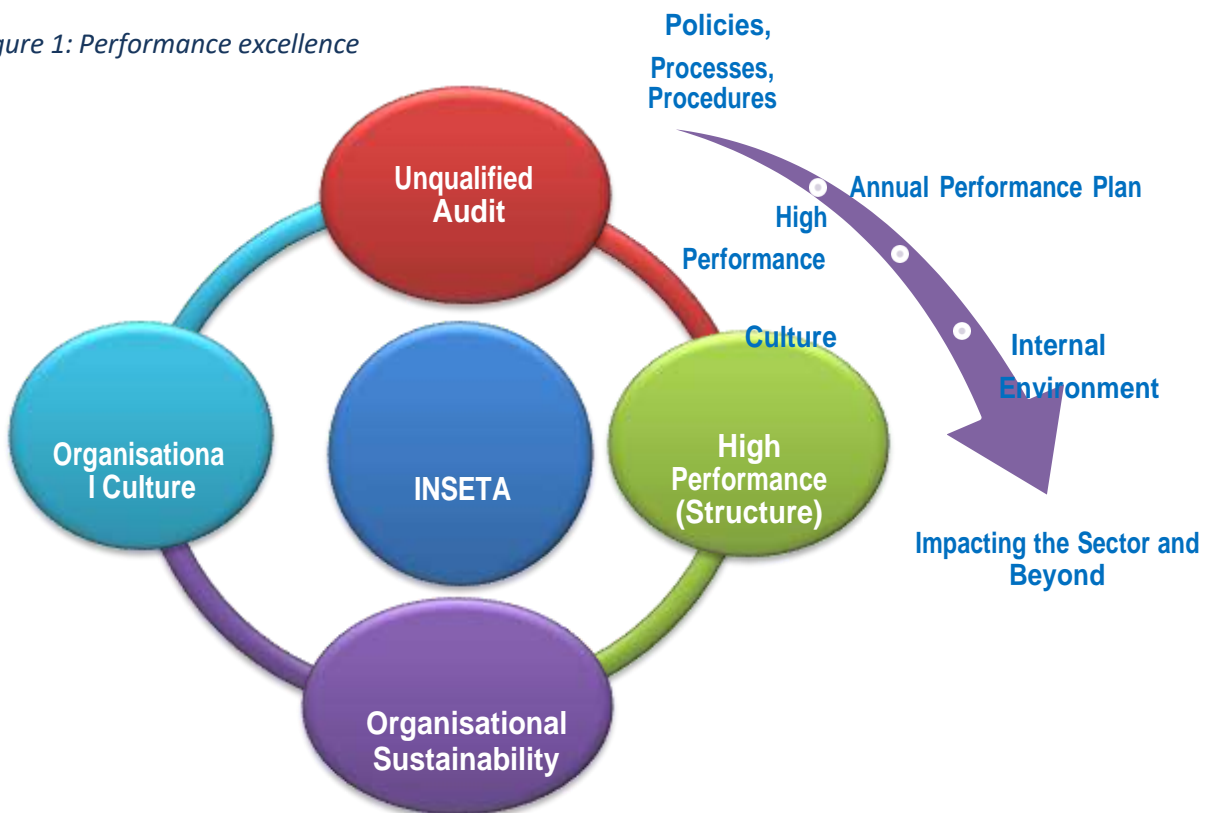 gure 1: Performance excellence
Policies,
Processes,
Procedures
Unqualified
Audit
Annual Performance Plan
High
Performance
Culture
Internal
Environment
Organisationa
l Culture
INSETA
High
Performance
(Structure)
Impacting the Sector and
Beyond
Organisational
Sustainability